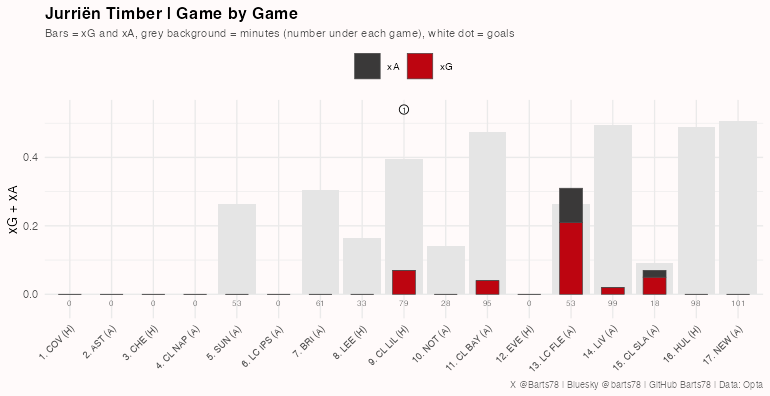 Jurriën Timber | Game by Game
Bars = xG and xA, grey background = minutes (number under each game), white dot = goals
xA xG
1
xG + xA
0.4
0.2
0.0
0 0 0 0 53 0 61 33 79 28 95 0 53 99 18 98 101
1. COV (H)
2. AST (A)
3. CHE (H)
4. CL NAP (A)
5. SUN (A)
6. LC IPS (A)
7. BRI (A)
8. LEE (H)
9. CL LIL (H)
10. NOT (A)
11. CL BAY (A)
12. EVE (H)
13. LC FLE (A)
14. LIV (A)
15. CL SLA (A)
16. HUL (H)
17. NEW (A)
X @Barts78 | Bluesky @barts78 | GitHub Barts78 | Data: Opta